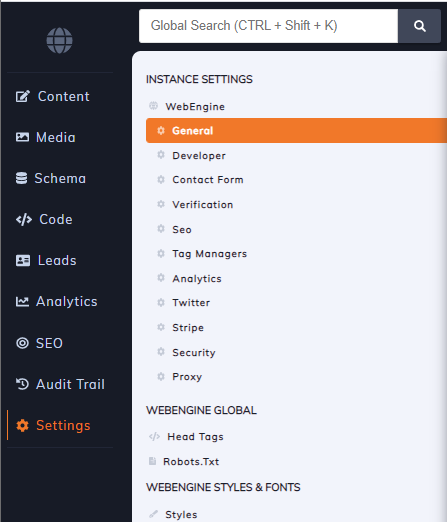 Global Search (CTRL + Shift + K)
Content
Media
Schema
Code
Leads
Analytics
SEO
Audit Trail
Settings
INSTANCE SETTINGS
WebEngine
General
Developer
Contact Form
Verification
Seo
Tag Managers
Analytics
Twitter
Stripe
Security
Proxy
WEBENGINE GLOBAL
Head Tags
Robots.Txt
WEBENGINE STYLES & FONTS
Styles